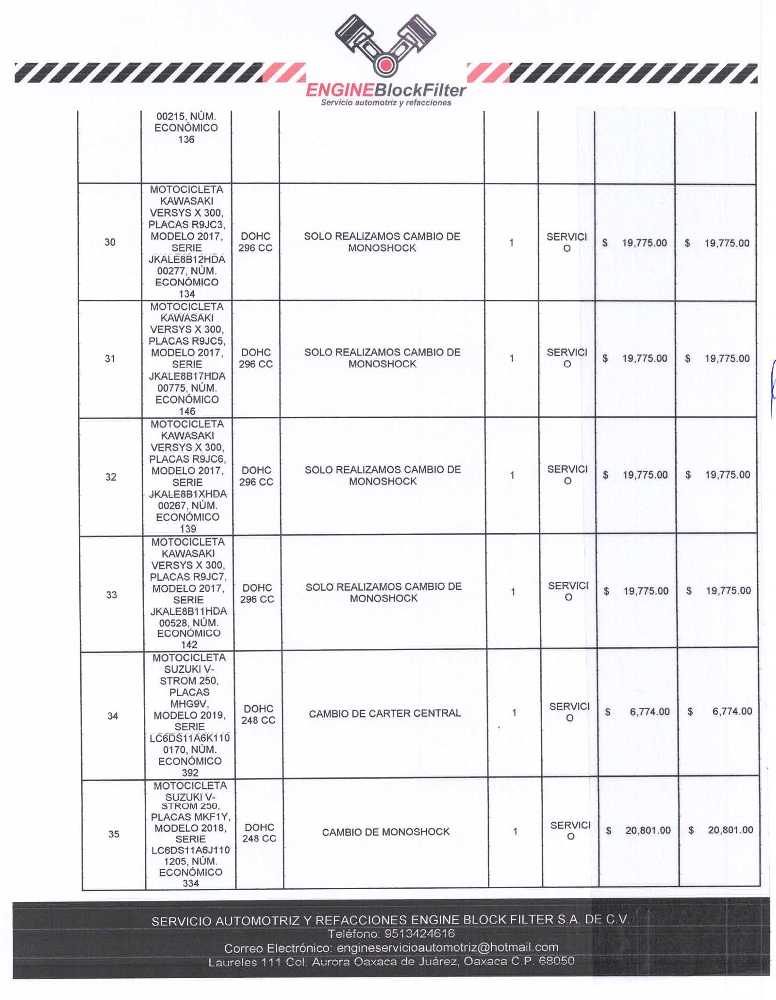 ENGINEBlockFilter
Servicio automotriz y refacciones
00215, NÚM.
ECONÓMICO
136
30
MOTOCICLETA
KAWASAKI
VERSYS X 300,
PLACAS R9JC3,
MODELO 2017,
SERIE
JKALE8B12HDA
00277, NÚM.
ECONÓMICO
134
DOHC
296 CC
SOLO REALIZAMOS CAMBIO DE
MONOSHOCK
1
SERVICI
O
$ 19,775.00
$ 19,775.00
31
MOTOCICLETA
KAWASAKI
VERSYS X 300,
PLACAS R9JC5,
MODELO 2017,
SERIE
JKALE8B17HDA
00775, NÚM.
ECONÓMICO
146
DOHC
296 CC
SOLO REALIZAMOS CAMBIO DE
MONOSHOCK
1
SERVICI
O
$ 19,775.00
$ 19,775.00
32
MOTOCICLETA
KAWASAKI
VERSYS X 300,
PLACAS R9JC6,
MODELO 2017,
SERIE
JKALE8B1XHDA
00267, NÚM.
ECONÓMICO
139
DOHC
296 CC
SOLO REALIZAMOS CAMBIO DE
MONOSHOCK
1
SERVICI
O
$ 19,775.00
$ 19,775.00
33
MOTOCICLETA
KAWASAKI
VERSYS X 300,
PLACAS R9JC7,
MODELO 2017,
SERIE
JKALE8B11HDA
00528, NÚM.
ECONÓMICO
142
DOHC
296 CC
SOLO REALIZAMOS CAMBIO DE
MONOSHOCK
1
SERVICI
O
$ 19,775.00
$ 19,775.00
34
MOTOCICLETA
SUZUKI V-
STROM 250,
PLACAS
MHG9V,
MODELO 2019,
SERIE
LC6DS11A6K110
0170, NÚM.
ECONÓMICO
392
DOHC
248 CC
CAMBIO DE CARTER CENTRAL
1
SERVICI
O
$ 6,774.00
$ 6,774.00
35
MOTOCICLETA
SUZUKI V-
STROM 250,
PLACAS MKF1Y,
MODELO 2018,
SERIE
LC6DS11A6J110
1205, NÚM.
ECONÓMICO
334
DOHC
248 CC
CAMBIO DE MONOSHOCK
1
SERVICI
O
$ 20,801.00
$ 20,801.00
SERVICIO AUTOMOTRIZ Y REFACCIONES ENGINE BLOCK FILTER S.A. DE C.V.
Teléfono: 9513424616
Correo Electrónico: engineservicioautomotriz@hotmail.com
Laureles 111 Col. Aurora Oaxaca de Juárez, Oaxaca C.P. 68050